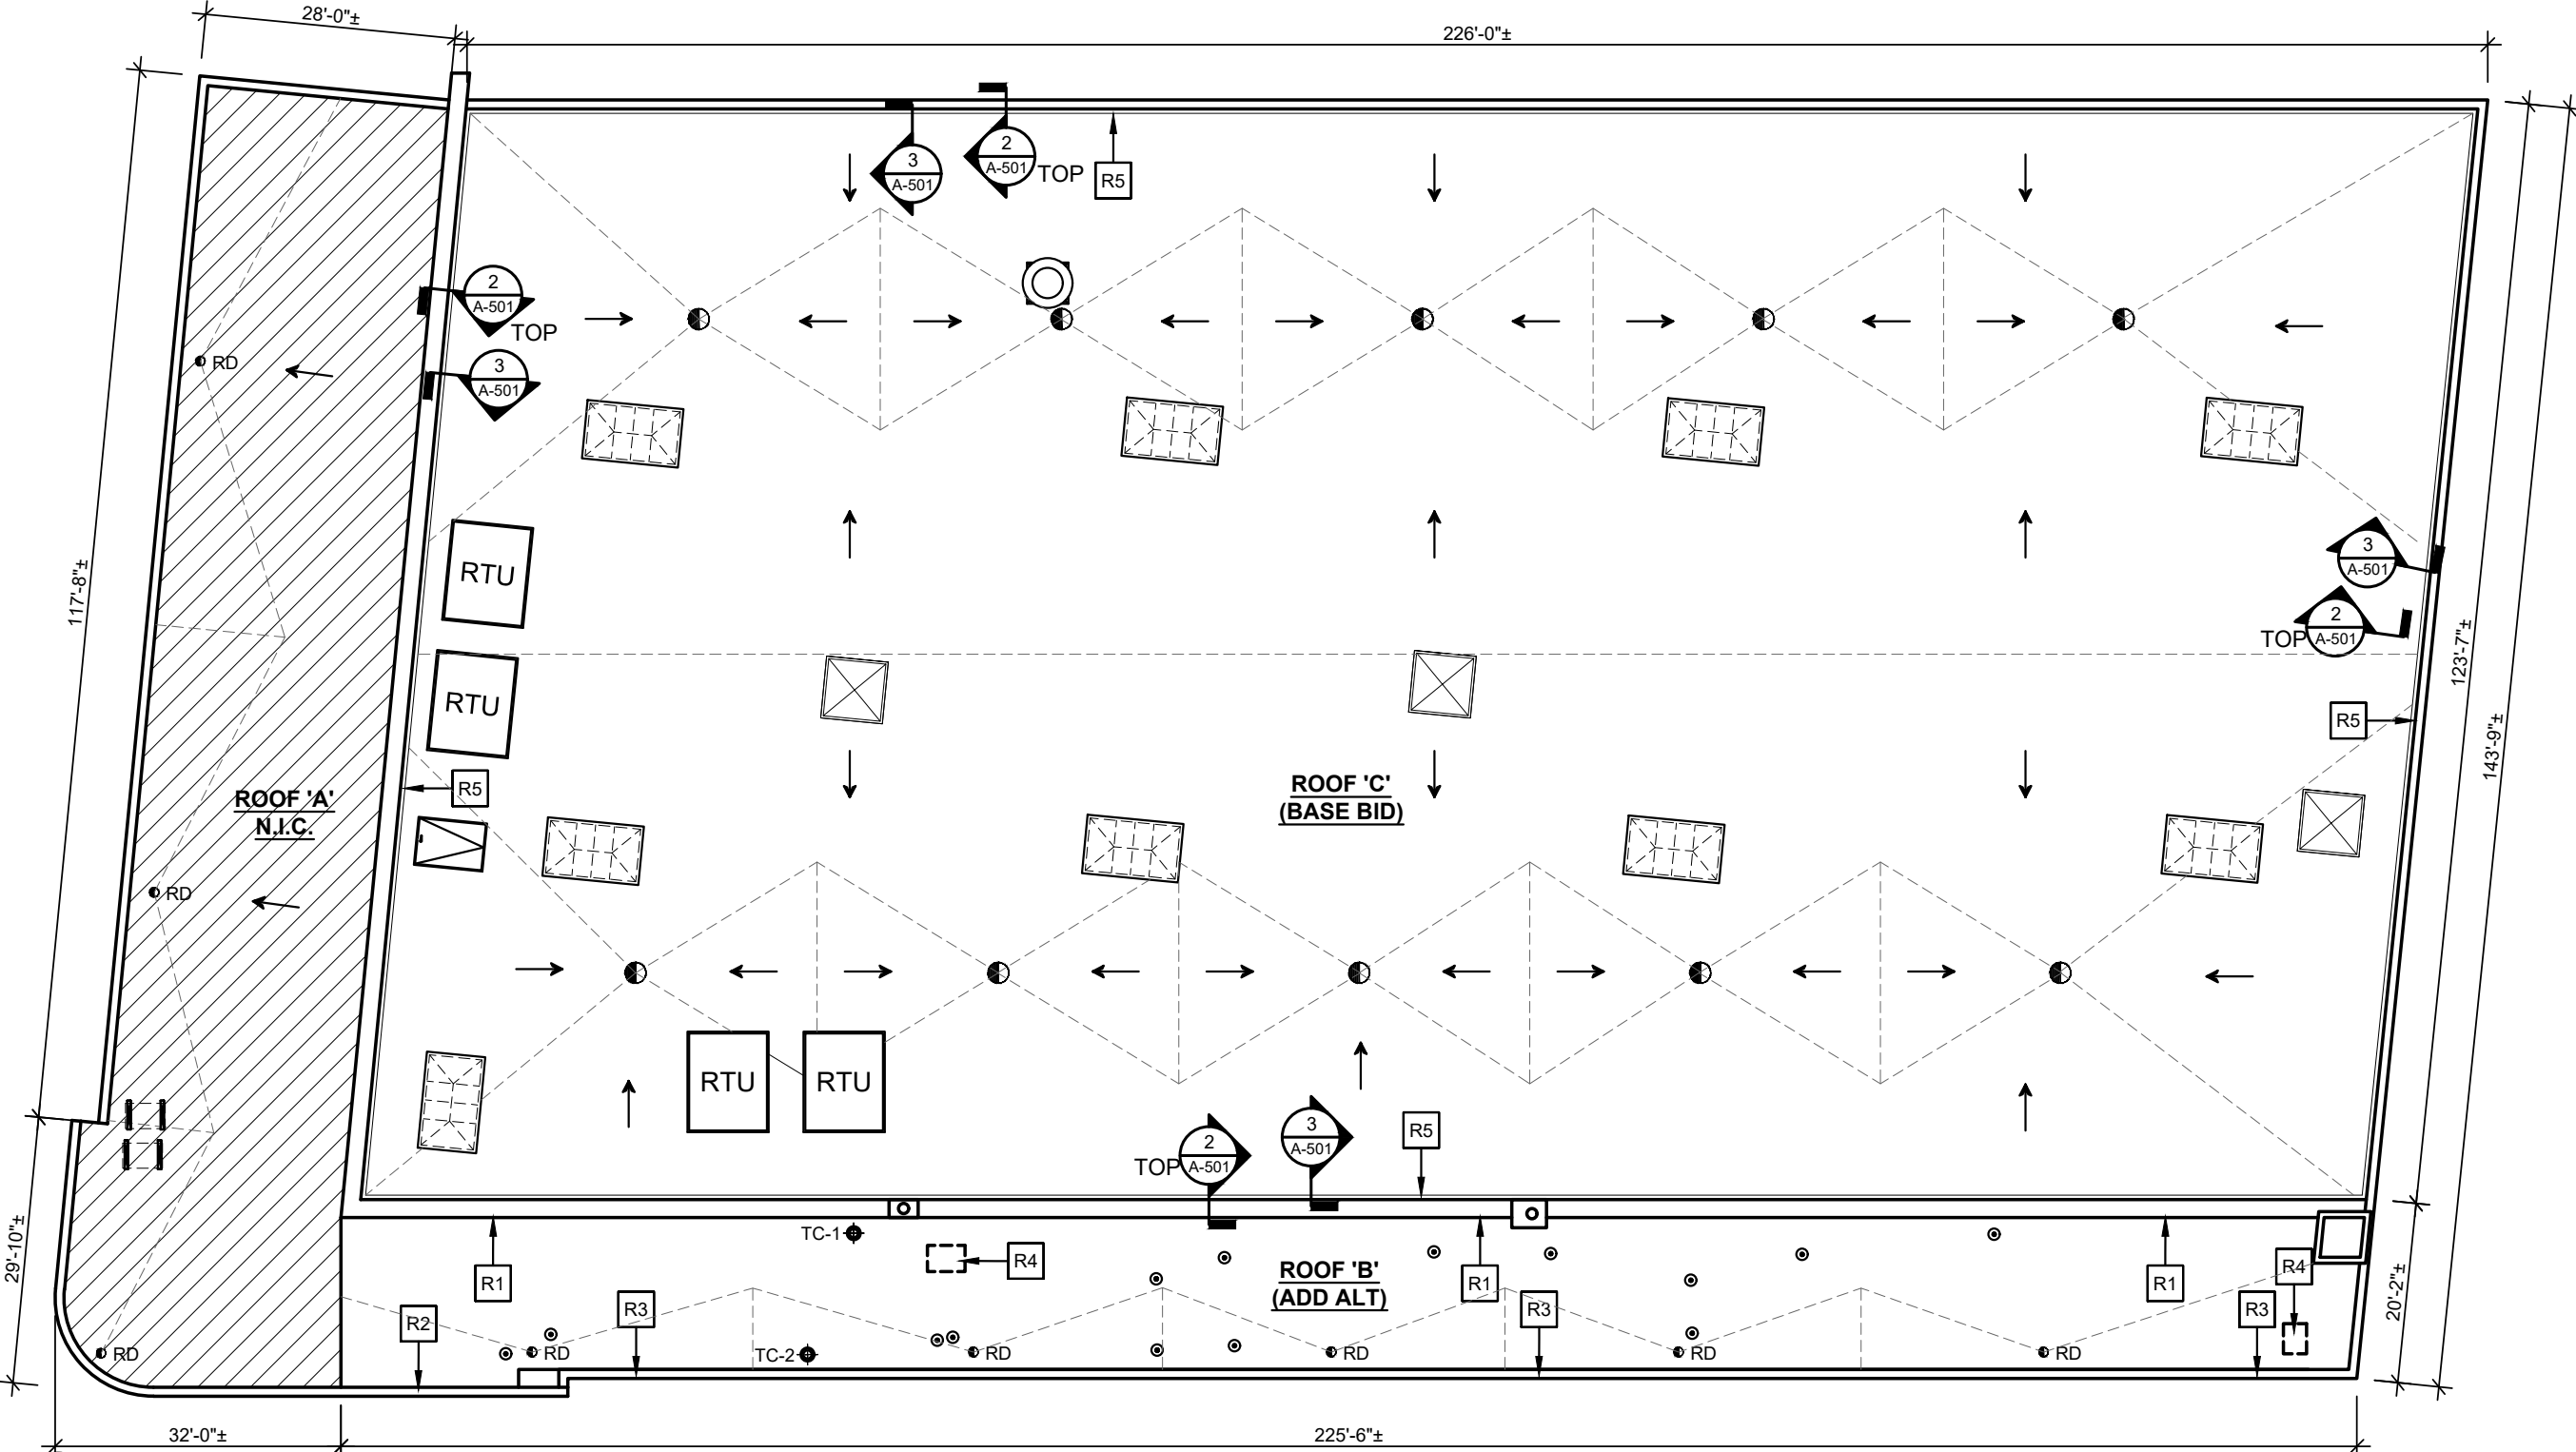 28'-0"±
226'-0"±
2
A-501
TOP
3
A-501
R5
2
A-501
TOP
3
A-501
RD
117'-8"±
RTU
RTU
3
A-501
2
A-501
TOP
123'-7"±
143'-9"±
R5
R5
ROOF 'A'
N.I.C.
ROOF 'C'
(BASE BID)
RD
RTU
RTU
2
A-501
TOP
3
A-501
R5
29'-10"±
20'-2"±
TC-1
R4
R1
ROOF 'B'
(ADD ALT)
R1
R1
R4
R2
R3
R3
R3
RD
RD
TC-2
RD
RD
RD
RD
32'-0"±
225'-6"±